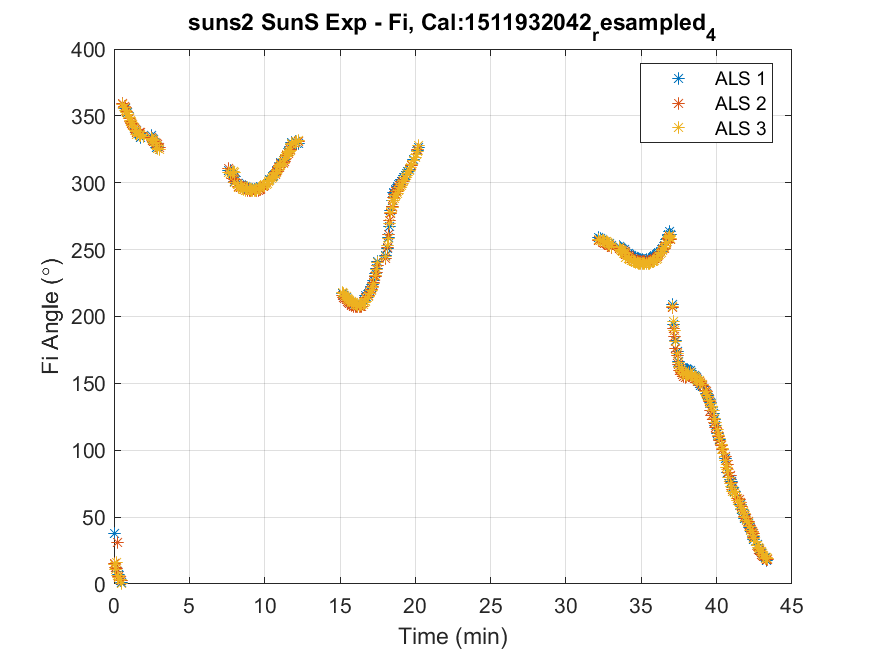 suns2 SunS Exp - Fi, Cal:1511932042resampled4
400
350
300
250
200
150
100
50
0
Fi Angle (°)
ALS 1
ALS 2
ALS 3
0 5 10 15 20 25 30 35 40 45
Time (min)